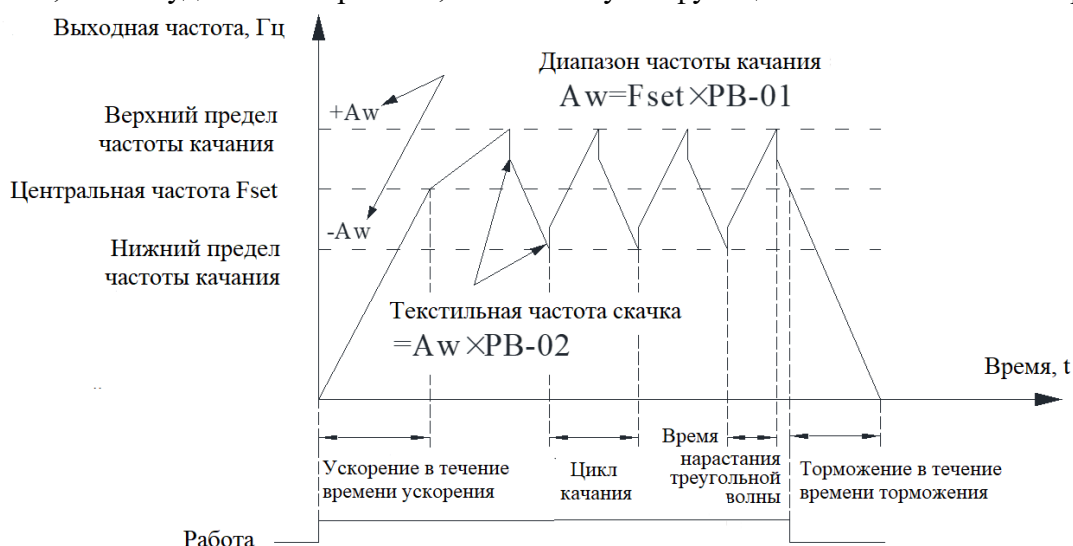 Выходная частота, Гц
Диапазон частоты качания
Aw=Fset×PB-01
+Aw
Верхний предел
частоты качания
Центральная частота Fset
-Aw
Нижний предел
частоты качания
Текстильная частота скачка
=Aw×PB-02
Время, t
Ускорение в течение
времени ускорения
Цикл
качания
Время
нарастания
треугольной
волны
Торможение в течение
времени торможения
Работа